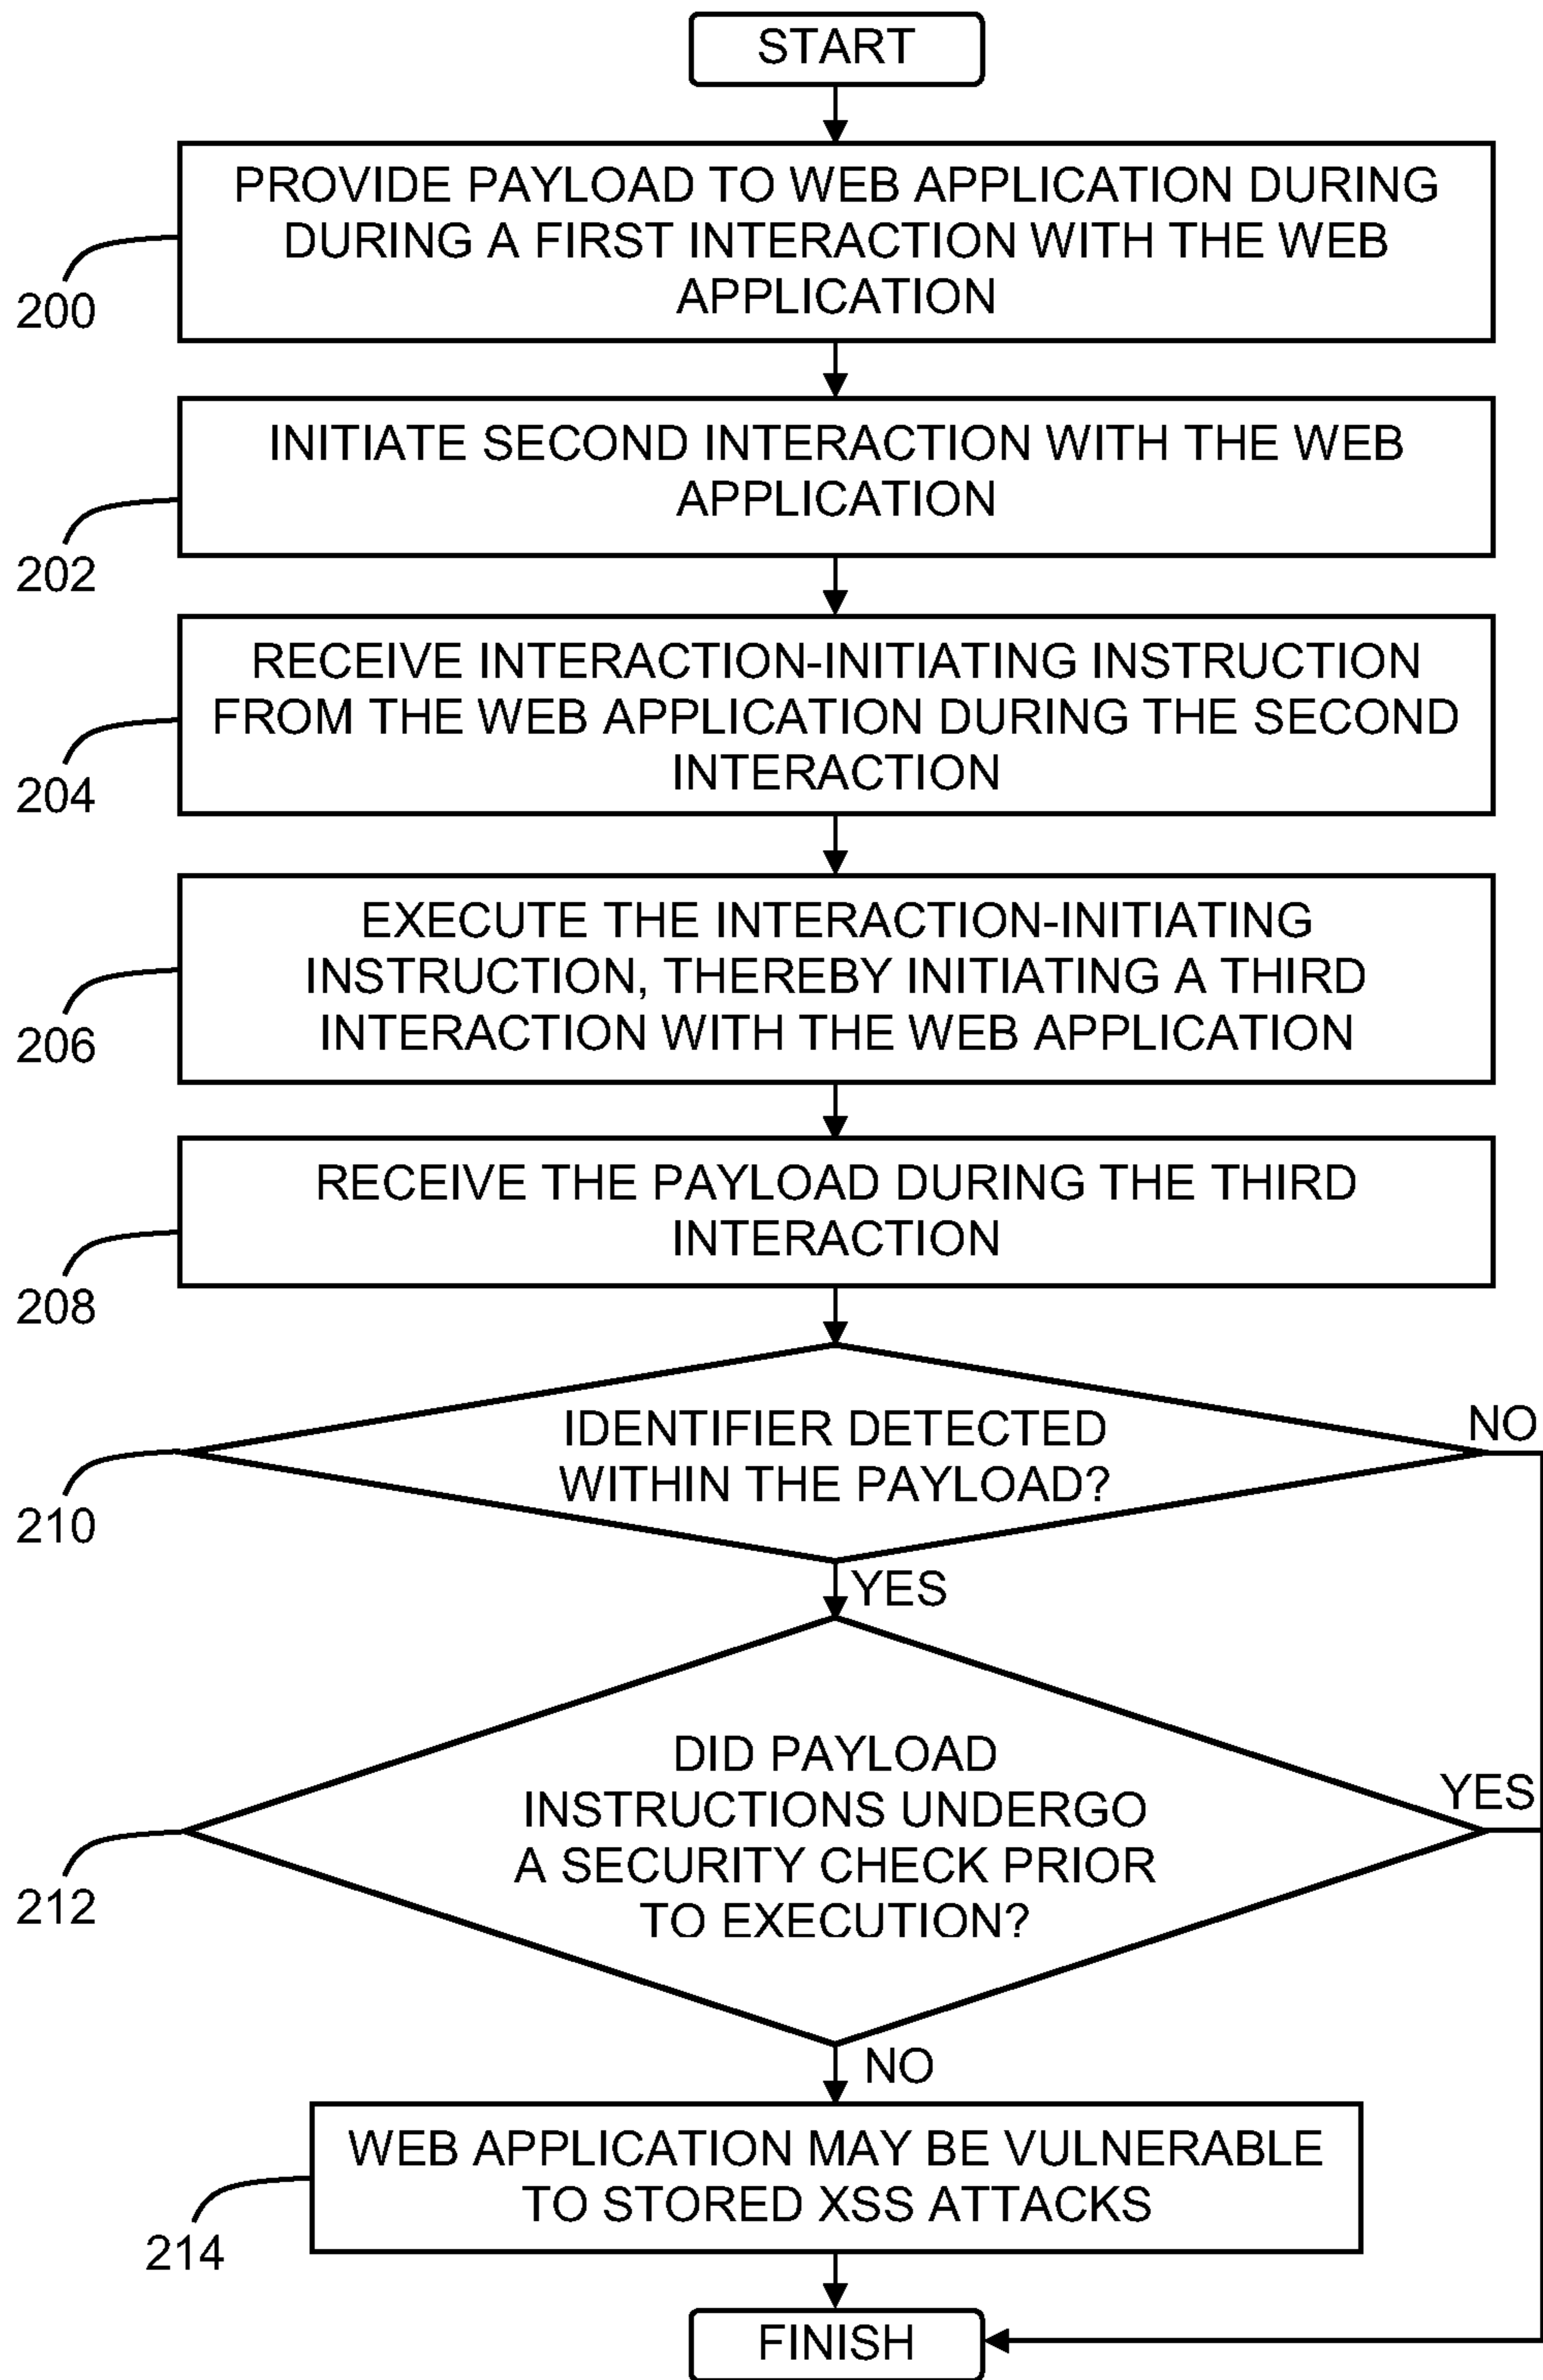 START
PROVIDE PAYLOAD TO WEB APPLICATION DURING
DURING A FIRST INTERACTION WITH THE WEB
APPLICATION
200
INITIATE SECOND INTERACTION WITH THE WEB
APPLICATION
202
RECEIVE INTERACTION-INITIATING INSTRUCTION
FROM THE WEB APPLICATION DURING THE SECOND
INTERACTION
204
EXECUTE THE INTERACTION-INITIATING
INSTRUCTION, THEREBY INITIATING A THIRD
INTERACTION WITH THE WEB APPLICATION
206
RECEIVE THE PAYLOAD DURING THE THIRD
INTERACTION
208
IDENTIFIER DETECTED
WITHIN THE PAYLOAD?
NO
210
YES
DID PAYLOAD
INSTRUCTIONS UNDERGO
A SECURITY CHECK PRIOR
TO EXECUTION?
YES
212
NO
WEB APPLICATION MAY BE VULNERABLE
TO STORED XSS ATTACKS
214
FINISH